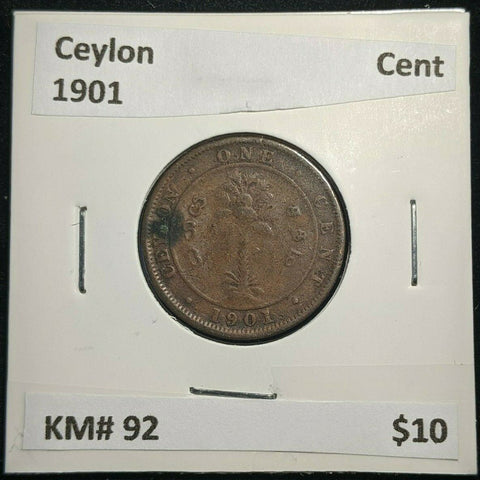 Ceylon
1901
Cent
CEYLON · ONE CENT ·
1901
KM# 92
$10